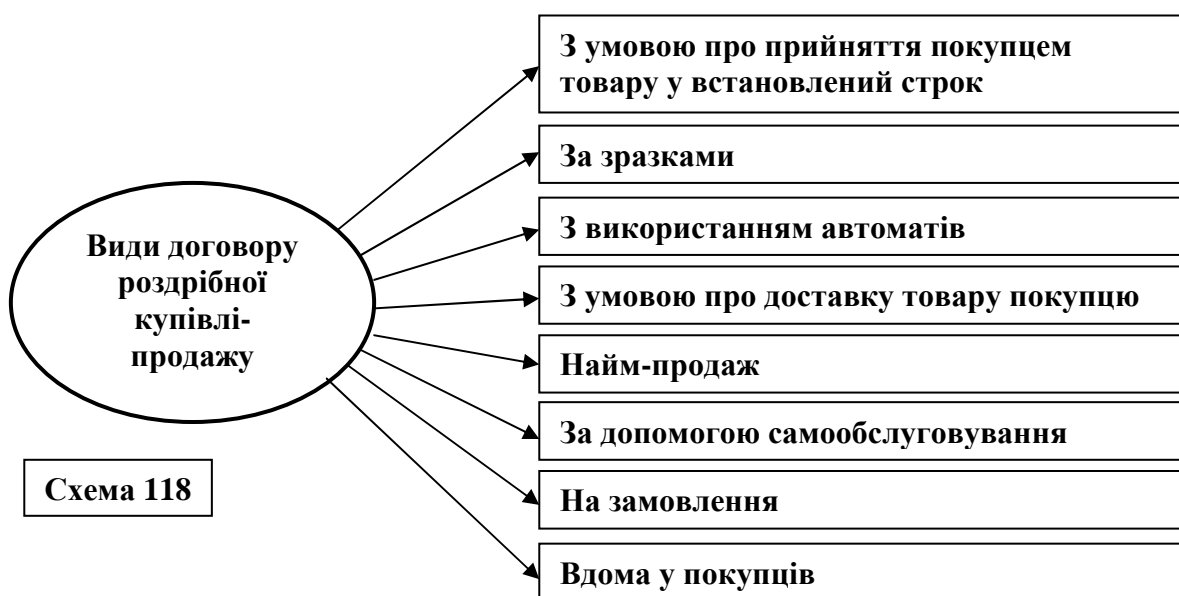 З умовою про прийняття покупцем
товару у встановлений строк
За зразками
З використанням автоматів
Види договору
роздрібної
купівлі-
продажу
З умовою про доставку товару покупцю
Найм-продаж
За допомогою самообслуговування
Схема 118
На замовлення
Вдома у покупців